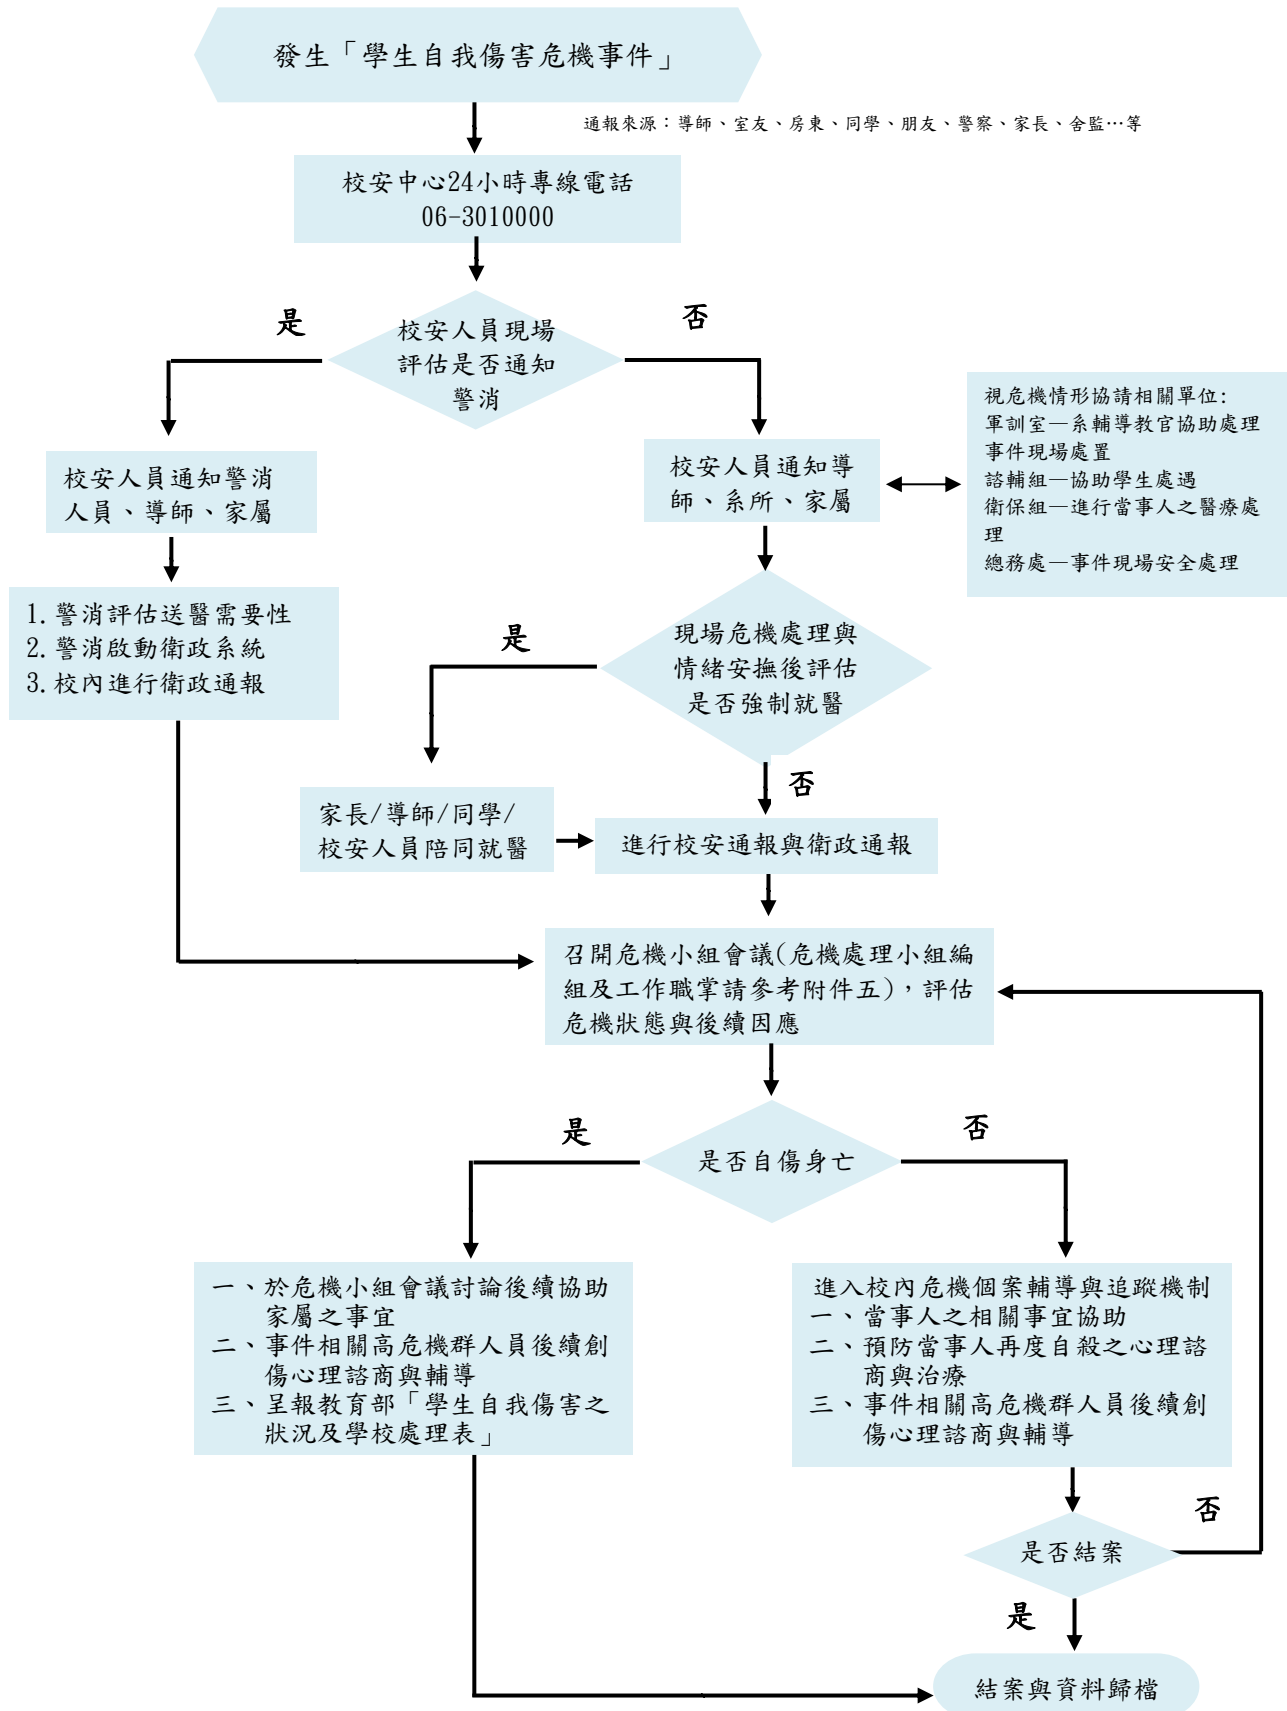 發生「學生自我傷害危機事件」
通報來源：導師、室友、房東、同學、朋友、警察、家長、舍監…等
校安中心24小時專線電話
06-3010000
是
否
校安人員現場
評估是否通知
警消
視危機情形協請相關單位:
軍訓室—系輔導教官協助處理
事件現場處置
諮輔組—協助學生處遇
衛保組—進行當事人之醫療處
理
總務處—事件現場安全處理
校安人員通知警消
人員、導師、家屬
校安人員通知導
師、系所、家屬
1.警消評估送醫需要性
2.警消啟動衛政系統
3.校內進行衛政通報
是
現場危機處理與
情緒安撫後評估
是否強制就醫
否
家長/導師/同學/
校安人員陪同就醫
進行校安通報與衛政通報
召開危機小組會議(危機處理小組編
組及工作職掌請參考附件五)，評估
危機狀態與後續因應
是
否
是否自傷身亡
一、於危機小組會議討論後續協助
家屬之事宜
二、事件相關高危機群人員後續創
傷心理諮商與輔導
三、呈報教育部「學生自我傷害之
狀況及學校處理表」
進入校內危機個案輔導與追蹤機制
一、當事人之相關事宜協助
二、預防當事人再度自殺之心理諮
商與治療
三、事件相關高危機群人員後續創
傷心理諮商與輔導
否
是否結案
是
結案與資料歸檔